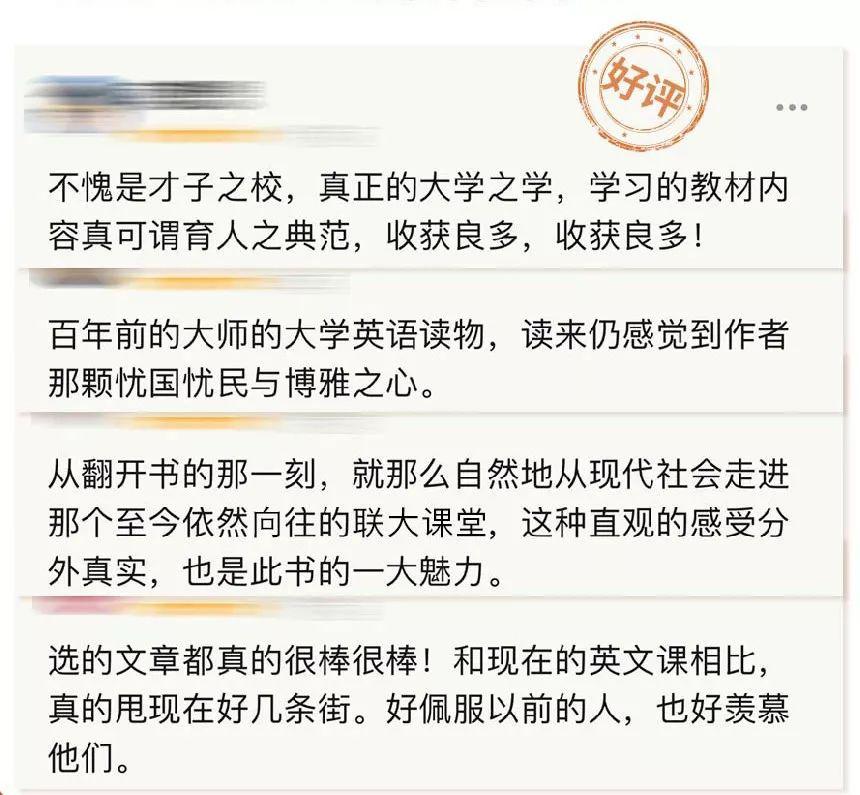 好评
不愧是才子之校，真正的大学之学，学习的教材内
容真可谓育人之典范，收获良多，收获良多！
百年前的大师的大学英语读物，读来仍感觉到作者
那颗忧国忧民与博雅之心。
从翻开书的那一刻，就那么自然地从现代社会走进
那个至今依然向往的联大课堂，这种直观的感受分
外真实，也是此书的一大魅力。
选的文章都真的很棒很棒！和现在的英文课相比，
真的甩现在好几条街。好佩服以前的人，也好羡慕
他们。